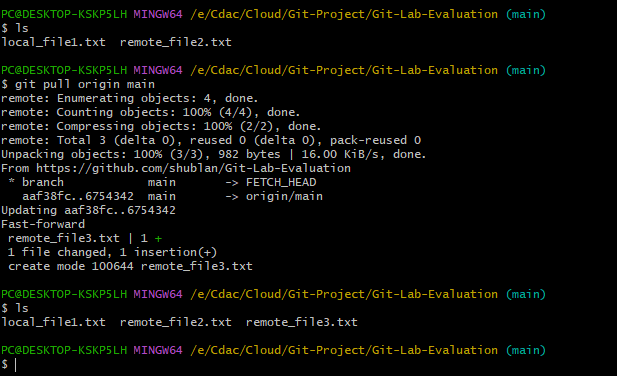 PC@DESKTOP-KSKP5LH MINGW64 /e/Cdac/Cloud/Git-Project/Git-Lab-Evaluation (main)
$ ls
local_file1.txt  remote_file2.txt
PC@DESKTOP-KSKP5LH MINGW64 /e/Cdac/Cloud/Git-Project/Git-Lab-Evaluation (main)
$ git pull origin main
remote: Enumerating objects: 4, done.
remote: Counting objects: 100% (4/4), done.
remote: Compressing objects: 100% (2/2), done.
remote: Total 3 (delta 0), reused 0 (delta 0), pack-reused 0
Unpacking objects: 100% (3/3), 982 bytes | 16.00 KiB/s, done.
From https://github.com/shublan/Git-Lab-Evaluation
 * branch            main       -> FETCH_HEAD
   aaf38fc..6754342  main       -> origin/main
Updating aaf38fc..6754342
Fast-forward
 remote_file3.txt | 1 +
 1 file changed, 1 insertion(+)
 create mode 100644 remote_file3.txt
PC@DESKTOP-KSKP5LH MINGW64 /e/Cdac/Cloud/Git-Project/Git-Lab-Evaluation (main)
$ ls
local_file1.txt  remote_file2.txt  remote_file3.txt
PC@DESKTOP-KSKP5LH MINGW64 /e/Cdac/Cloud/Git-Project/Git-Lab-Evaluation (main)
$